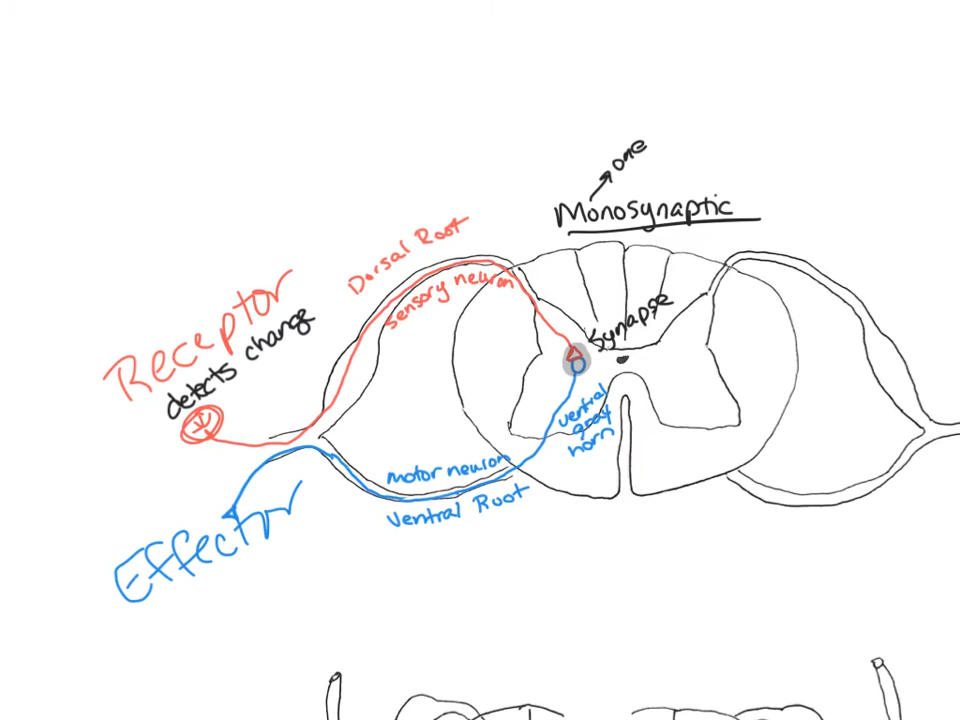 one
Monosynaptic
Dorsal Root
sensory neuron
Receptor
detects change
Synapse
ventral
gray
horn
motor neuron
Ventral Root
Effector